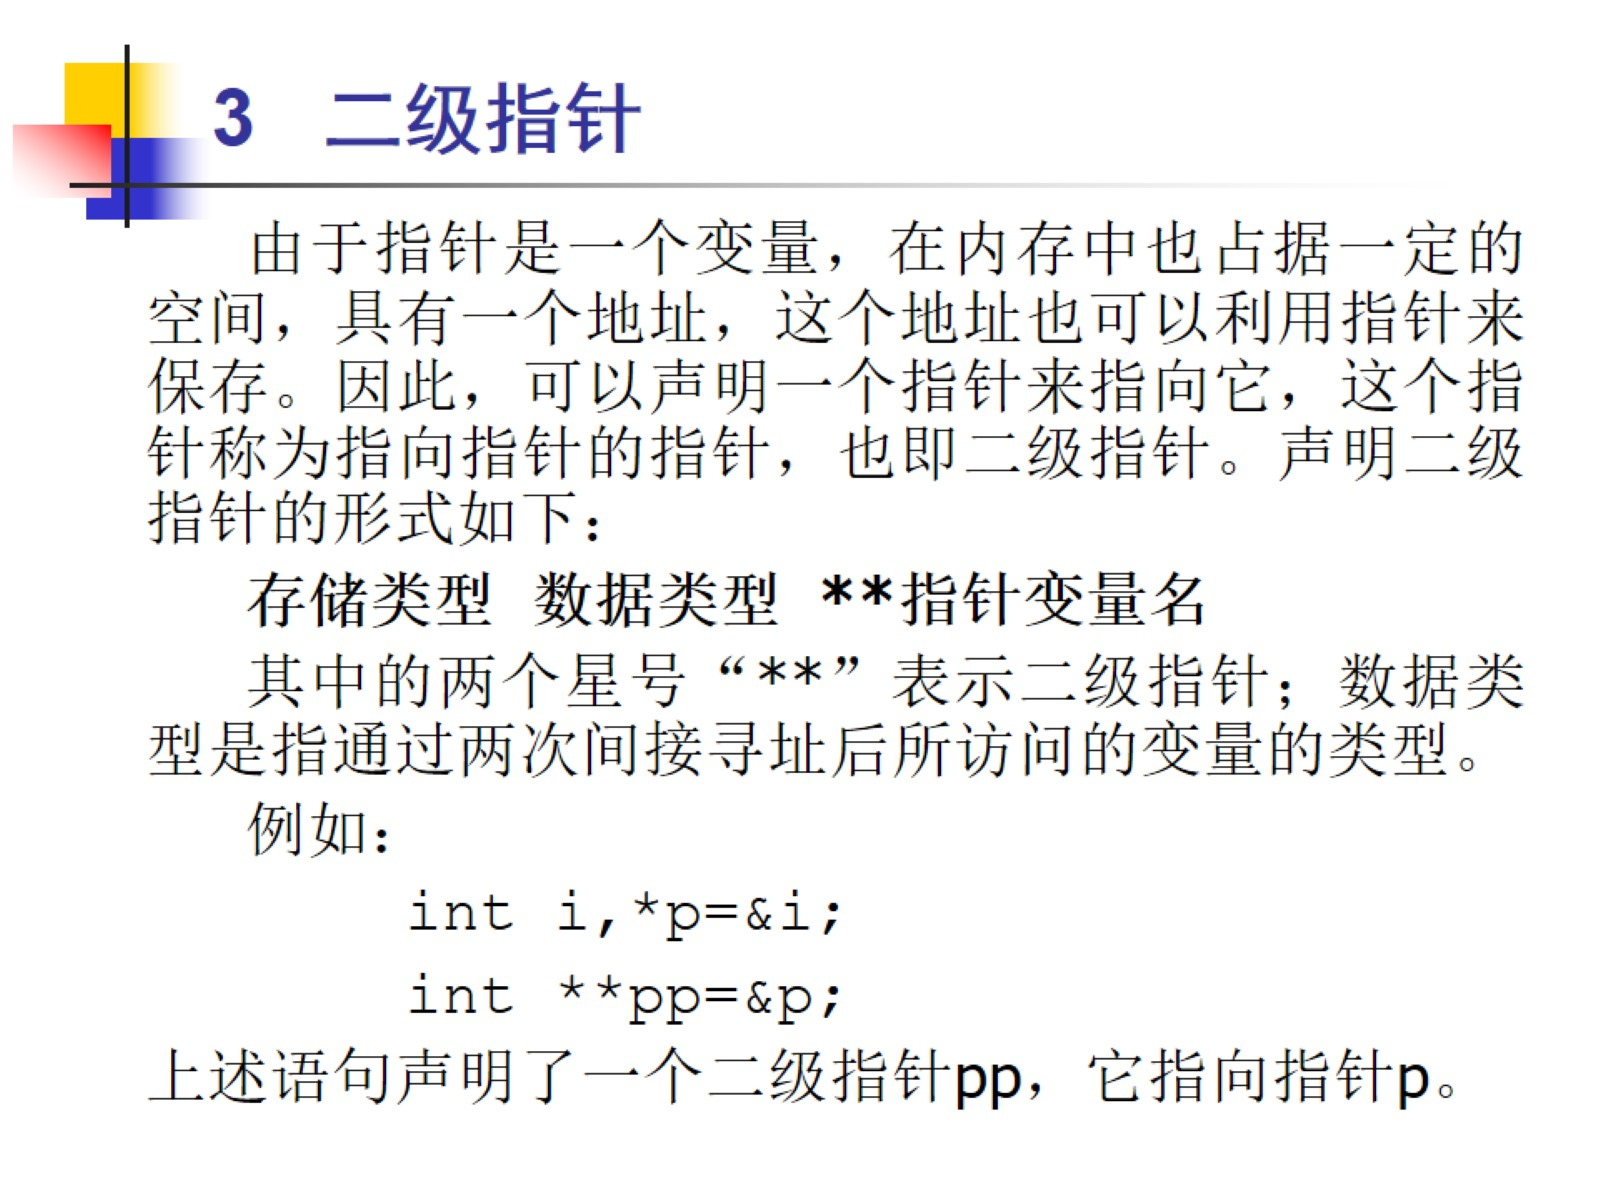 3 二级指针
由于指针是一个变量，在内存中也占据一定的
空间，具有一个地址，这个地址也可以利用指针来
保存。因此，可以声明一个指针来指向它，这个指
针称为指向指针的指针，也即二级指针。声明二级
指针的形式如下：
存储类型 数据类型 **指针变量名
其中的两个星号“**”表示二级指针；数据类
型是指通过两次间接寻址后所访问的变量的类型。
例如：
int i,*p=&i;
int **pp=&p;
上述语句声明了一个二级指针pp，它指向指针p。